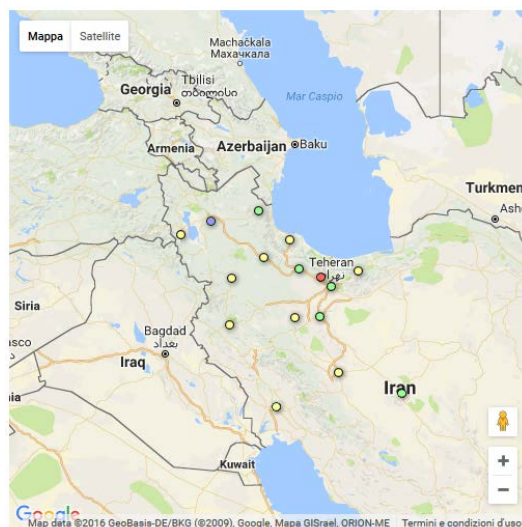 Mappa Satellite
Machačkala
Махачкала
Tbilisi
თბილისი
Georgia
Mar Caspio
Armenia
Azerbaijan
Baku
Turkmen
Ash
Teheran
تهران
Siria
Bagdad
بغداد
asco
Iraq
Iran
nia
Kuwait
+
−
Google
Map data ©2016 GeoBasis-DE/BKG (©2009), Google, Mapa GISrael, ORION-ME Termini e condizioni d'uso